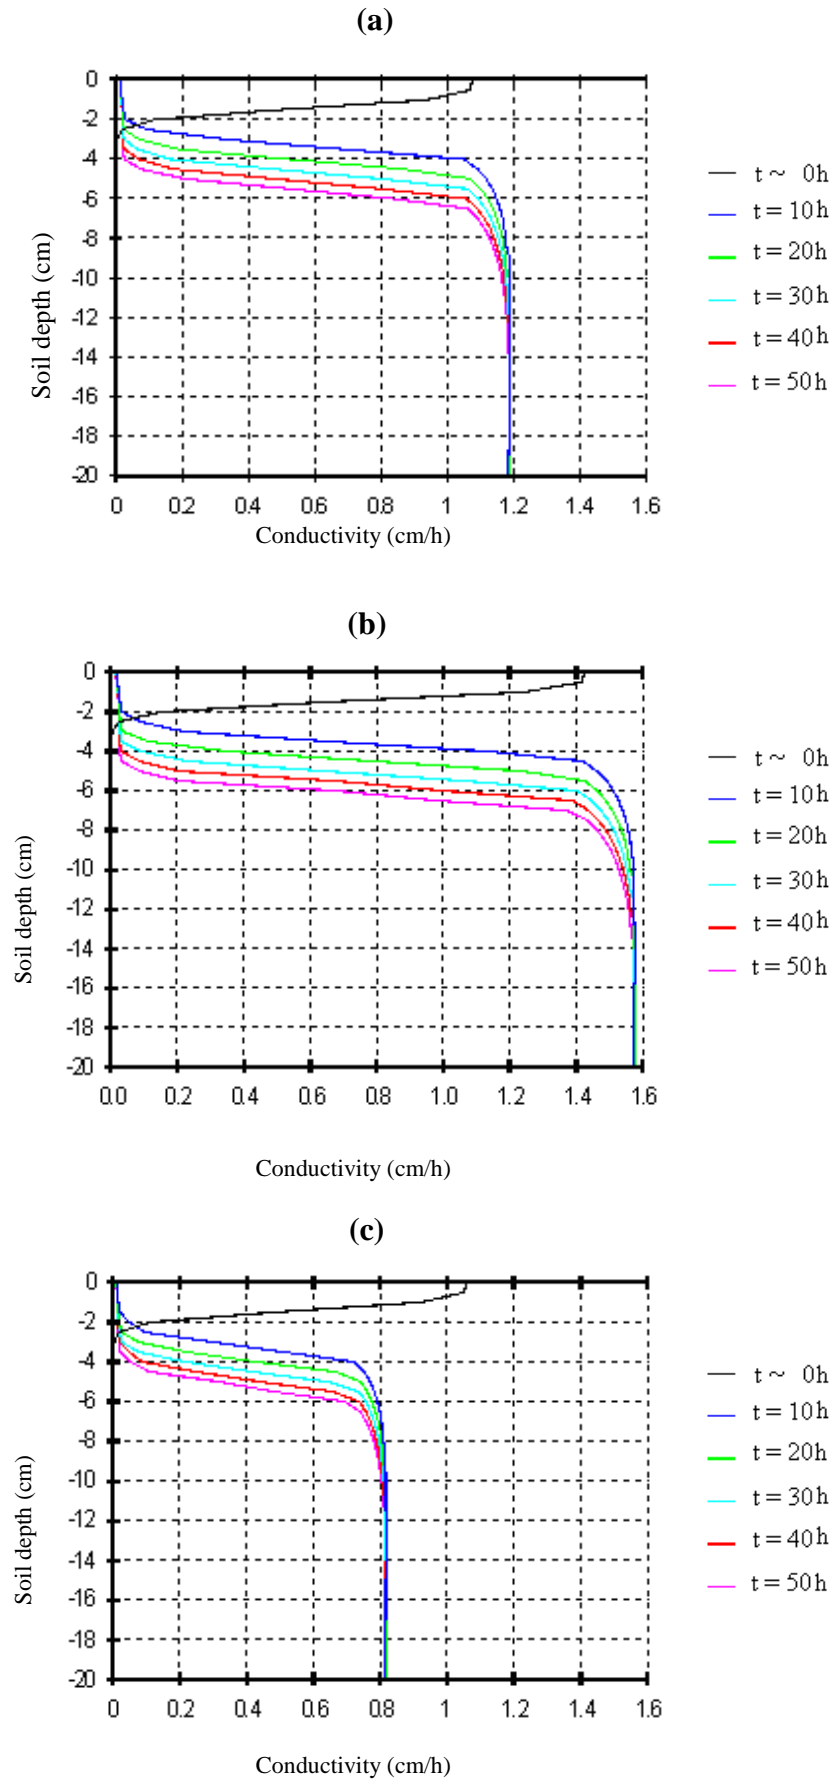 (a)
0
-2
4
6
8
-10
-12
-14
-16
-18
-20
Soil depth (cm)
0 0.2 0.4 0.6 0.8 1 1.2 1.4 1.6
Conductivity (cm/h)
t ~ 0h
t = 10h
t = 20h
t = 30h
t = 40h
t = 50h
(b)
0
-2
-4
-6
-8
-10
-12
-14
-16
-18
-20
Soil depth (cm)
0.0 0.2 0.4 0.6 0.8 1.0 1.2 1.4 1.6
Conductivity (cm/h)
t ~ 0h
t = 10h
t = 20h
t = 30h
t = 40h
t = 50h
(c)
0
-2
-4
-6
-8
-10
-12
-14
-16
-18
-20
Soil depth (cm)
0 0.2 0.4 0.6 0.8 1 1.2 1.4 1.6
Conductivity (cm/h)
t ~ 0h
t = 10h
t = 20h
t = 30h
t = 40h
t = 50h